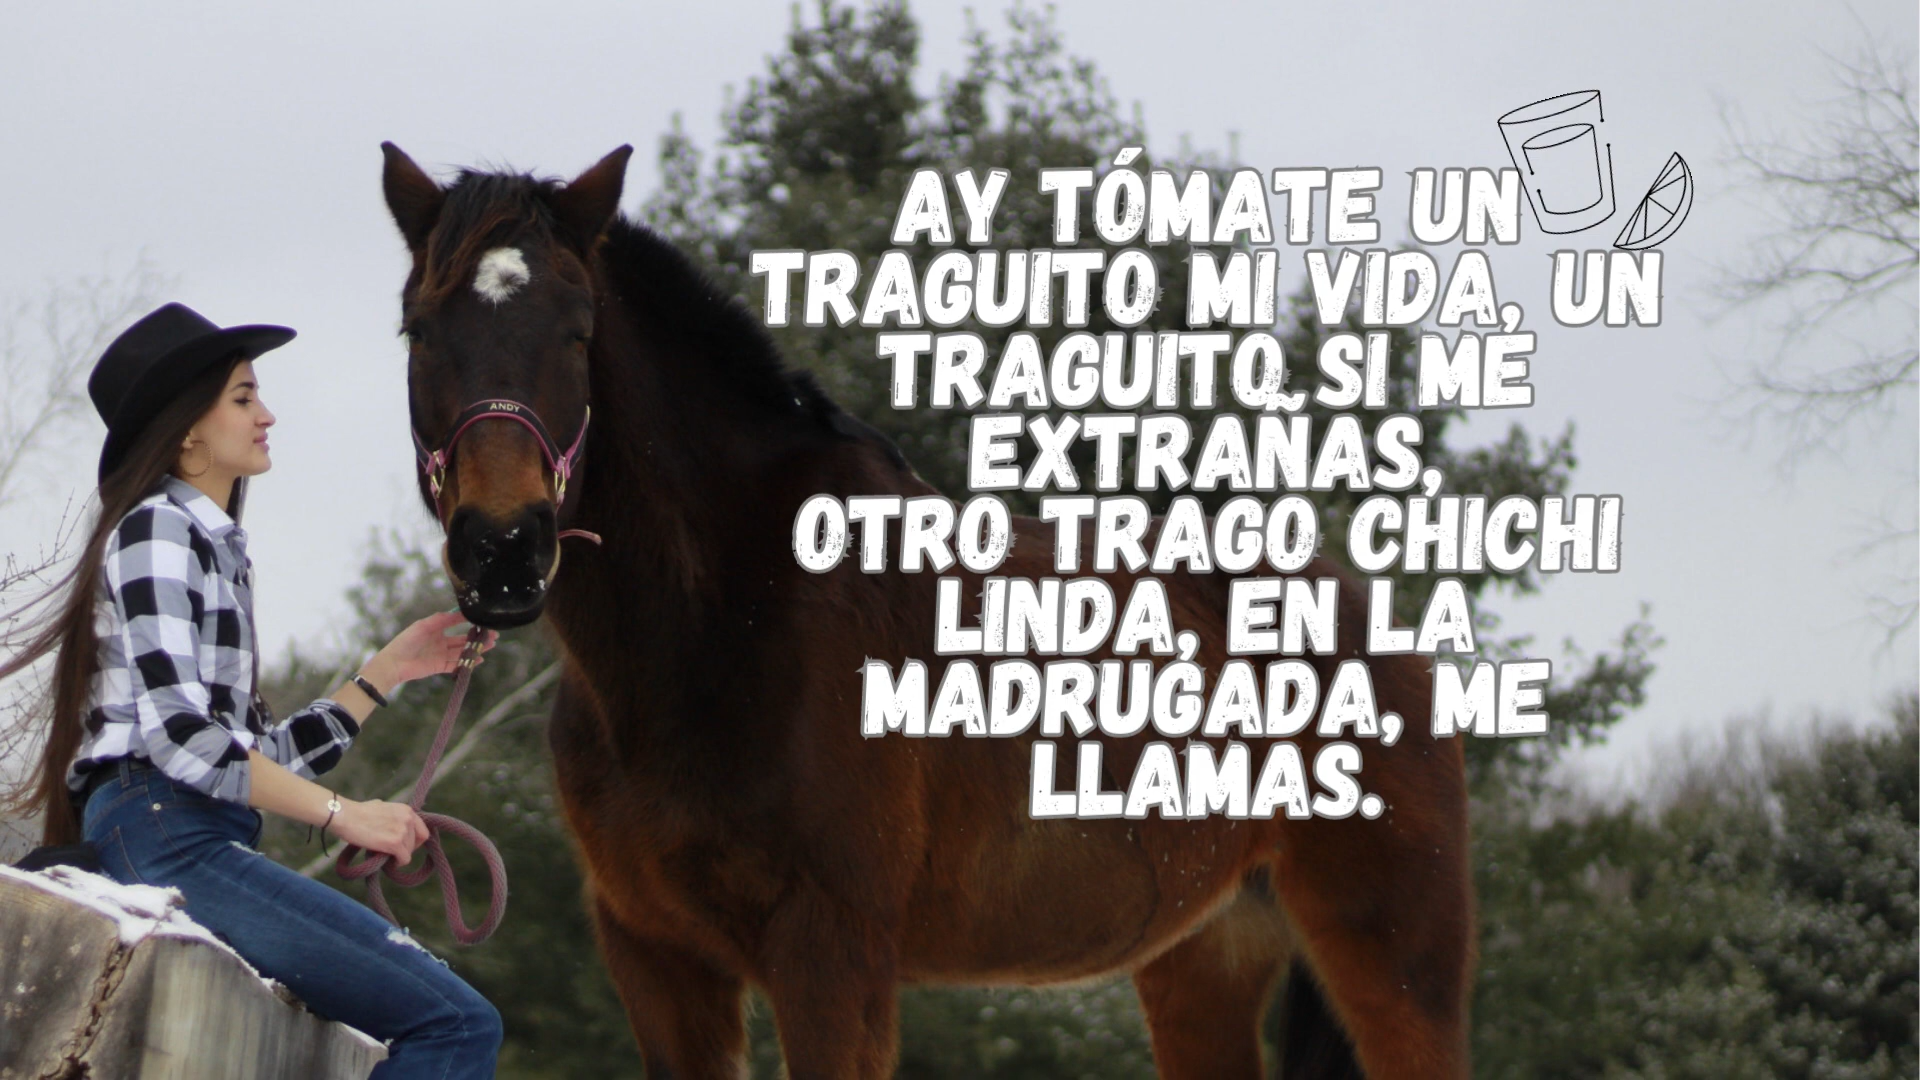 ANDY
AY TÓMATE UN
TRAGUITO MI VIDA, UN
TRAGUITO SI ME
EXTRAÑAS,
OTRO TRAGO CHICHI
LINDA, EN LA
MADRUGADA, ME
LLAMAS.